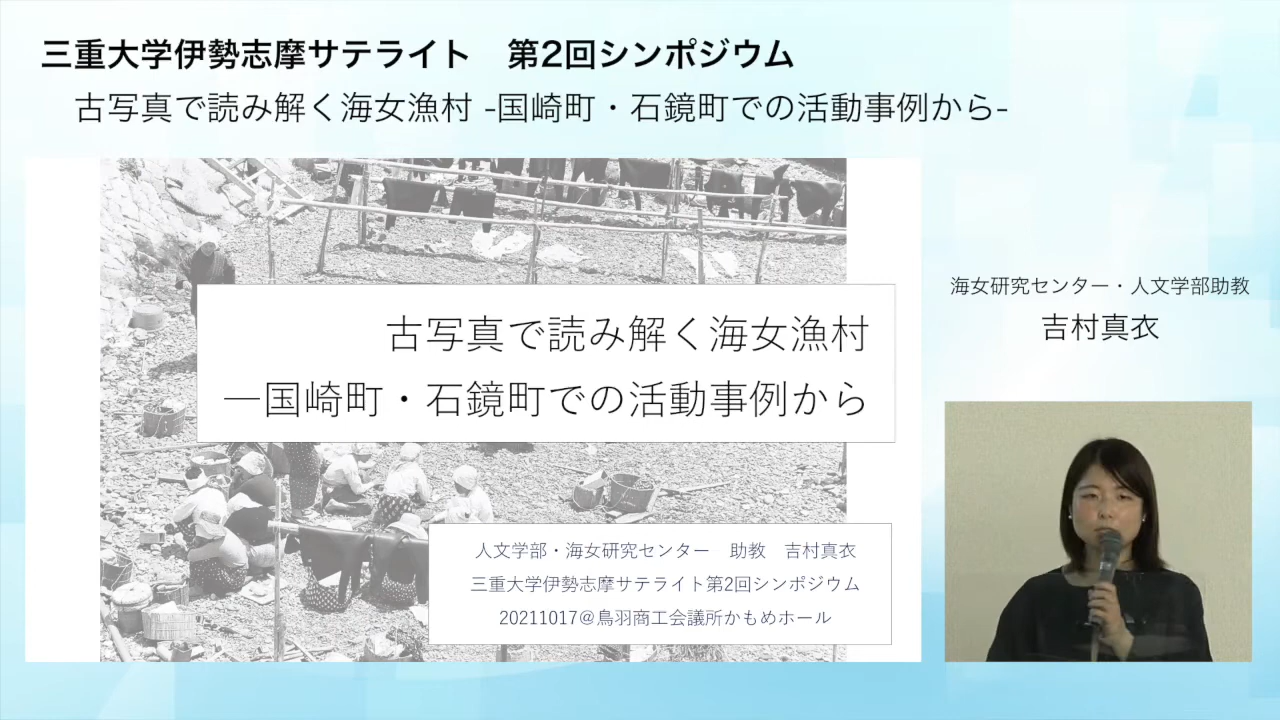 三重大学伊勢志摩サテライト　第2回シンポジウム
古写真で読み解く海女漁村 -国崎町・石鏡町での活動事例から-
古写真で読み解く海女漁村
―国崎町・石鏡町での活動事例から
人文学部・海女研究センター　助教　吉村真衣
三重大学伊勢志摩サテライト第2回シンポジウム
20211017＠鳥羽商工会議所かもめホール
海女研究センター・人文学部助教
吉村真衣